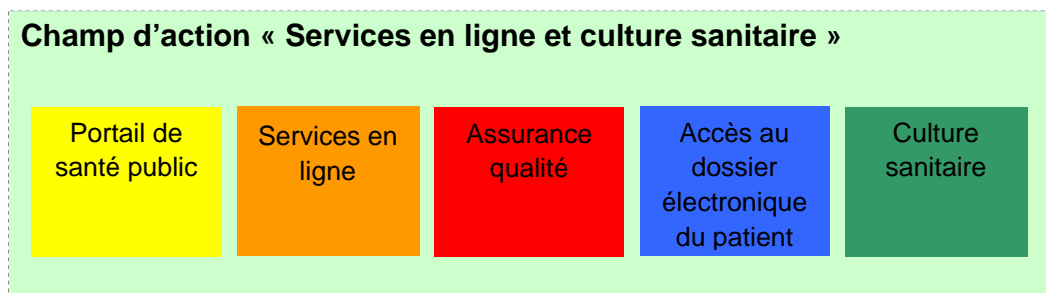 Champ d’action « Services en ligne et culture sanitaire »
Portail de
santé public
Services en
ligne
Assurance
qualité
Accès au
dossier
électronique
du patient
Culture
sanitaire